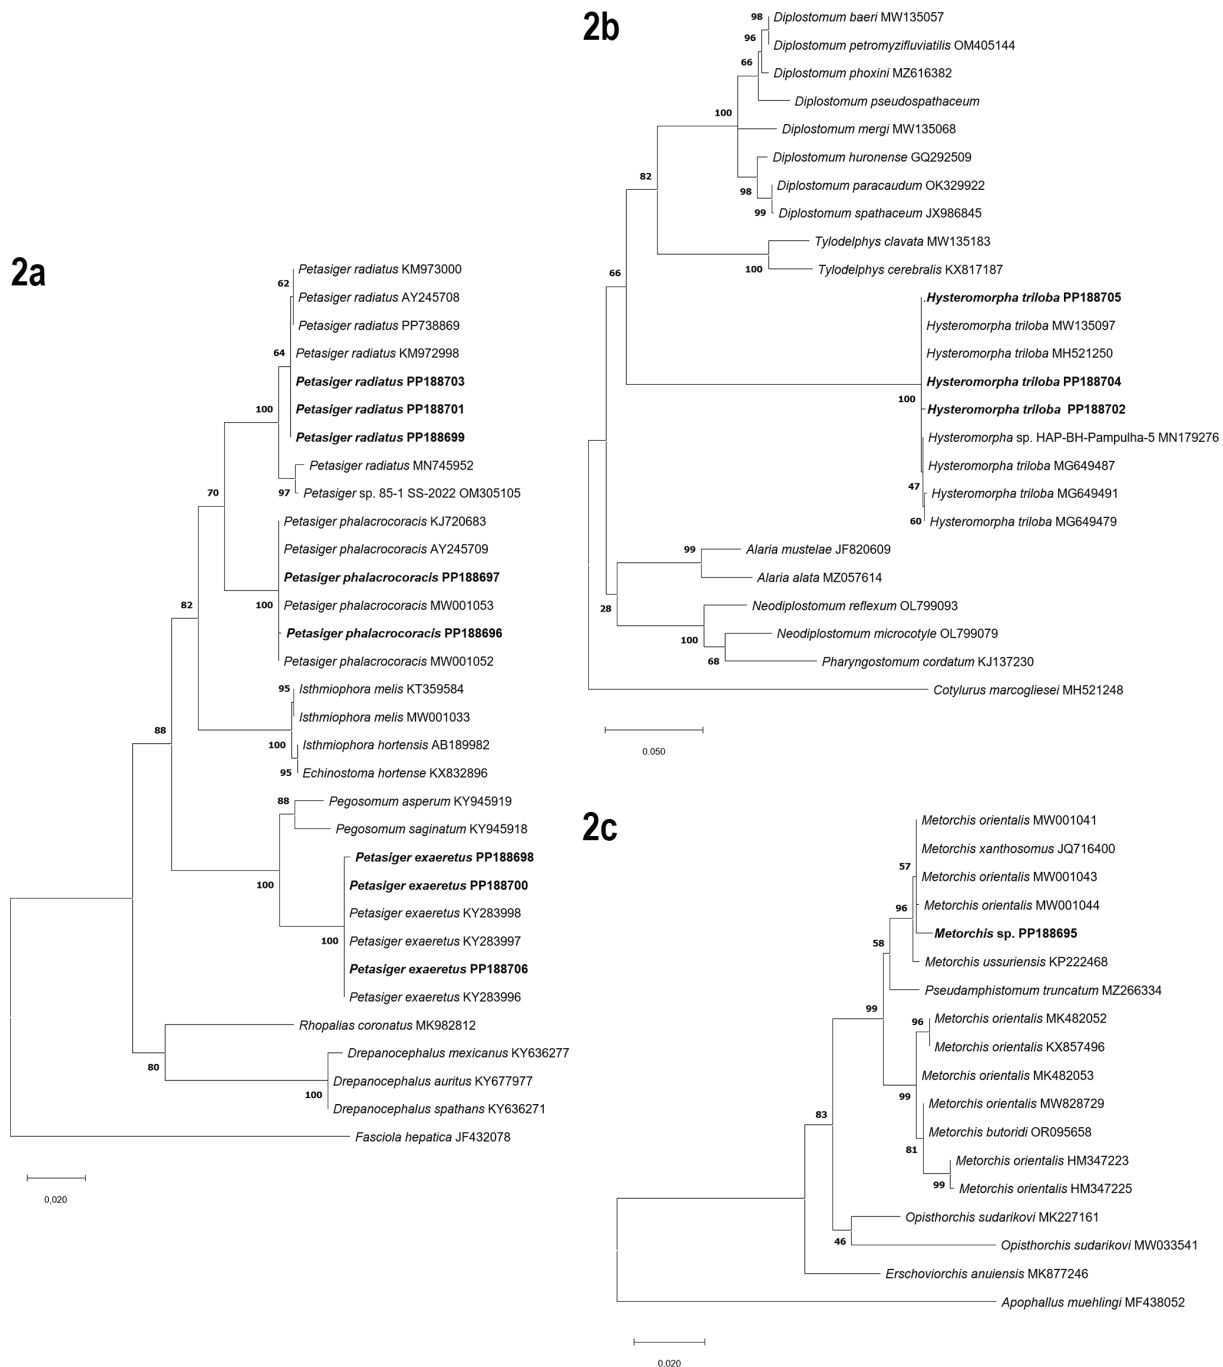 2a
Petasiger radiatus KM973000
62
Petasiger radiatus AY245708
Petasiger radiatus PP738869
64
Petasiger radiatus KM972998
Petasiger radiatus PP188703
100
Petasiger radiatus PP188701
Petasiger radiatus PP188699
Petasiger radiatus MN745952
70
97
Petasiger sp. 85-1 SS-2022 OM305105
Petasiger phalacrocoracis KJ720683
Petasiger phalacrocoracis AY245709
Petasiger phalacrocoracis PP188697
82
100
Petasiger phalacrocoracis MW001053
Petasiger phalacrocoracis PP188696
Petasiger phalacrocoracis MW001052
95
Isthmiophora melis KT359584
Isthmiophora melis MW001033
88
100
Isthmiophora hortensis AB189982
95
Echinostoma hortense KX832896
88
Pegosomum asperum KY945919
Pegosomum saginatum KY945918
Petasiger exaeretus PP188698
100
Petasiger exaeretus PP188700
Petasiger exaeretus KY283998
100
Petasiger exaeretus KY283997
Petasiger exaeretus PP188706
Petasiger exaeretus KY283996
Rhopalias coronatus MK982812
80
Drepanocephalus mexicanus KY636277
Drepanocephalus auritus KY677977
100
Drepanocephalus spathans KY636271
Fasciola hepatica JF432078
0,020
2b
98
Diplostomum baeri MW135057
96
Diplostomum petromyzifluviatilis OM405144
66
Diplostomum phoxini MZ616382
Diplostomum pseudospathaceum
100
Diplostomum mergi MW135068
Diplostomum huronense GQ292509
82
98
Diplostomum paracaudum OK329922
99
Diplostomum spathaceum JX986845
Tylodelphys clavata MW135183
66
100
Tylodelphys cerebralis KX817187
Hysteromorpha triloba PP188705
Hysteromorpha triloba MW135097
Hysteromorpha triloba MH521250
Hysteromorpha triloba PP188704
100
Hysteromorpha triloba PP188702
Hysteromorpha sp. HAP-BH-Pampulha-5 MN179276
Hysteromorpha triloba MG649487
47
Hysteromorpha triloba MG649491
60
Hysteromorpha triloba MG649479
99
Alaria mustelae JF820609
Alaria alata MZ057614
28
Neodiplostomum reflexum OL799093
100
Neodiplostomum microcotyle OL799079
68
Pharyngostomum cordatum KJ137230
Cotylurus marcogliesei MH521248
0.050
2c
Metorchis orientalis MW001041
Metorchis xanthosomus JQ716400
57
Metorchis orientalis MW001043
96
Metorchis orientalis MW001044
Metorchis sp. PP188695
58
Metorchis ussuriensis KP222468
Pseudamphistomum truncatum MZ266334
99
96
Metorchis orientalis MK482052
Metorchis orientalis KX857496
Metorchis orientalis MK482053
99
Metorchis orientalis MW828729
83
Metorchis butoridi OR095658
81
Metorchis orientalis HM347223
99
Metorchis orientalis HM347225
Opisthorchis sudarikovi MK227161
46
Opisthorchis sudarikovi MW033541
Erschoviorchis anuiensis MK877246
Apophallus muehlingi MF438052
0.020